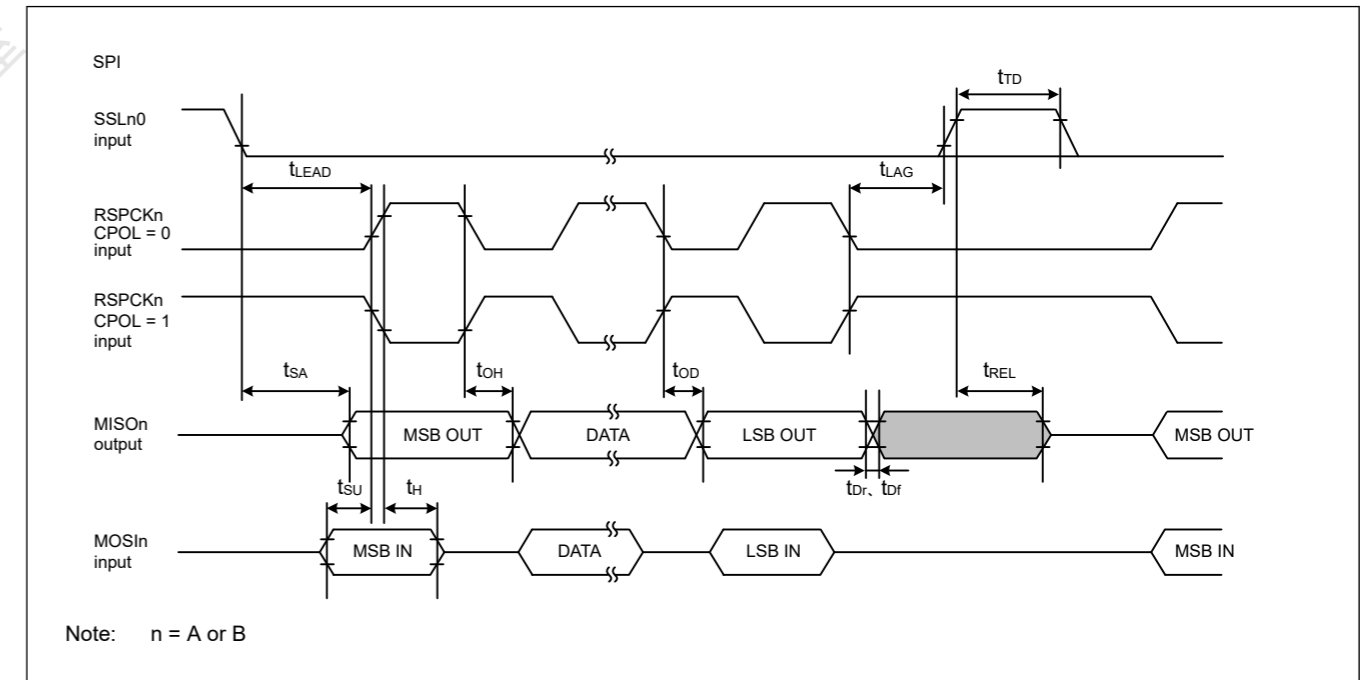 SPI
tTD
SSLn0
input
tLEAD
tLAG
RSPCKn
CPOL = 0
input
RSPCKn
CPOL = 1
input
tSA
tOH
tOD
tREL
MISOn
output
MSB OUT
DATA
LSB OUT
MSB OUT
tDr、tDf
tSU
tH
MOSIn
input
MSB IN
DATA
LSB IN
MSB IN
Note: n = A or B